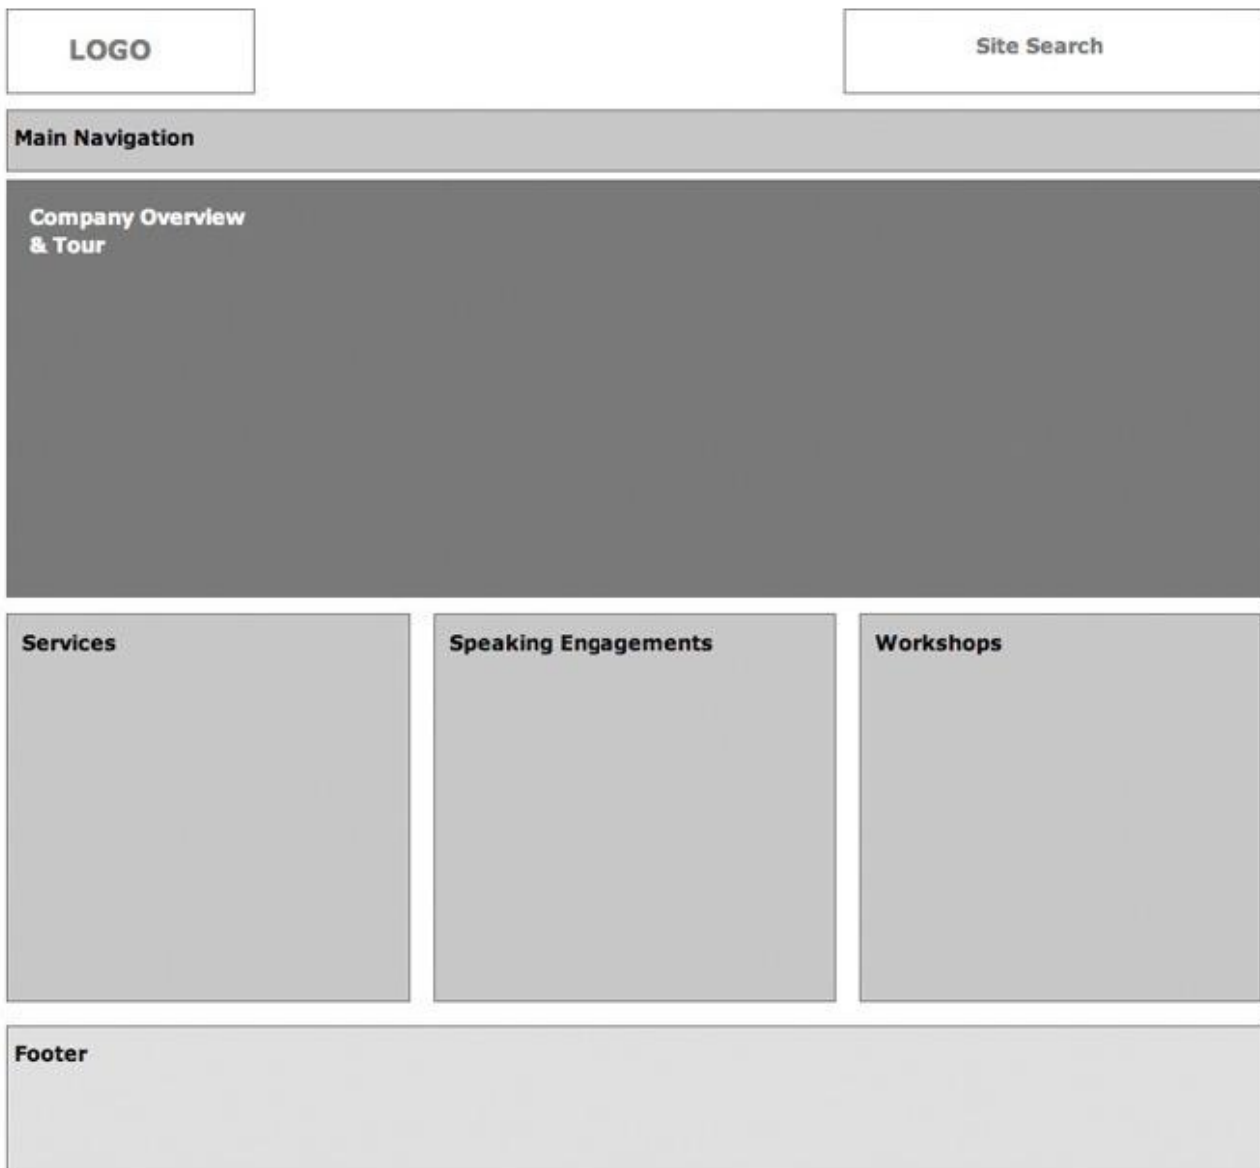 LOGO
Site Search
Main Navigation
Company Overview
& Tour
Services
Speaking Engagements
Workshops
Footer